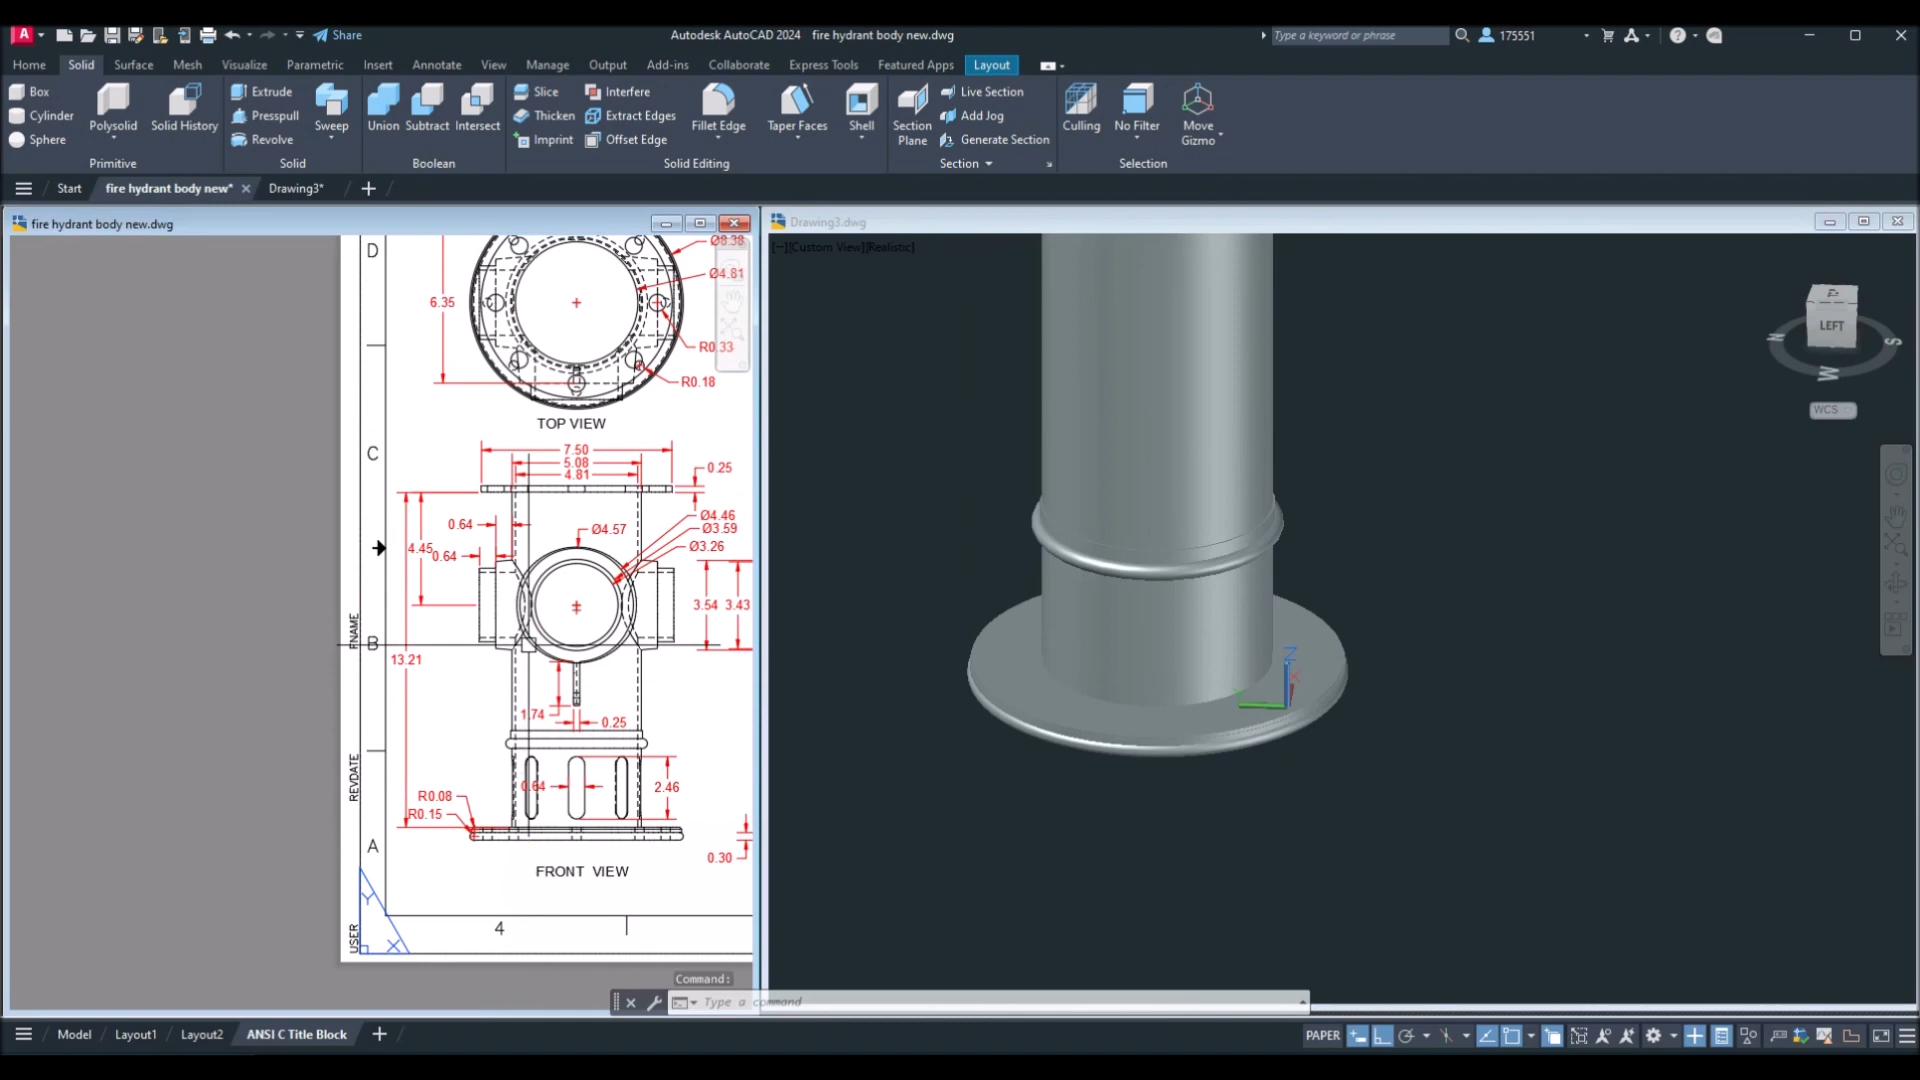 A Share Autodesk AutoCAD 2024 fire hydrant body new.dwg Type a keyword or phrase 175551
Home Solid Surface Mesh Visualize Parametric Insert Annotate View Manage Output Add-ins Collaborate Express Tools Featured Apps Layout
Box Extrude Slice Interfere Live Section
Cylinder Presspull Thicken Extract Edges Add Jog
Sphere Revolve Imprint Offset Edge Generate Section
Polysolid Solid History Sweep Union Subtract Intersect Fillet Edge Taper Faces Shell Section Plane Culling No Filter Move Gizmo
Primitive Solid Boolean Solid Editing Section Selection
Start fire hydrant body new* Drawing3*
fire hydrant body new.dwg
Drawing3.dwg
[−][Custom View][Realistic]
D
Ø8.38
Ø4.81
6.35
R0.33
R0.18
TOP VIEW
C
7.50
5.08
4.81
0.25
0.64
Ø4.46
Ø3.59
Ø4.57
Ø3.26
4.45
0.64
3.54 3.43
FNAME
B
13.21
1.74
0.25
REVDATE
0.64
2.46
R0.08
R0.15
A
0.30
FRONT VIEW
4
USER
Y
X
LEFT
N
S
W
WCS
Z
X
Y
Command:
Type a command
Model Layout1 Layout2 ANSI C Title Block
PAPER